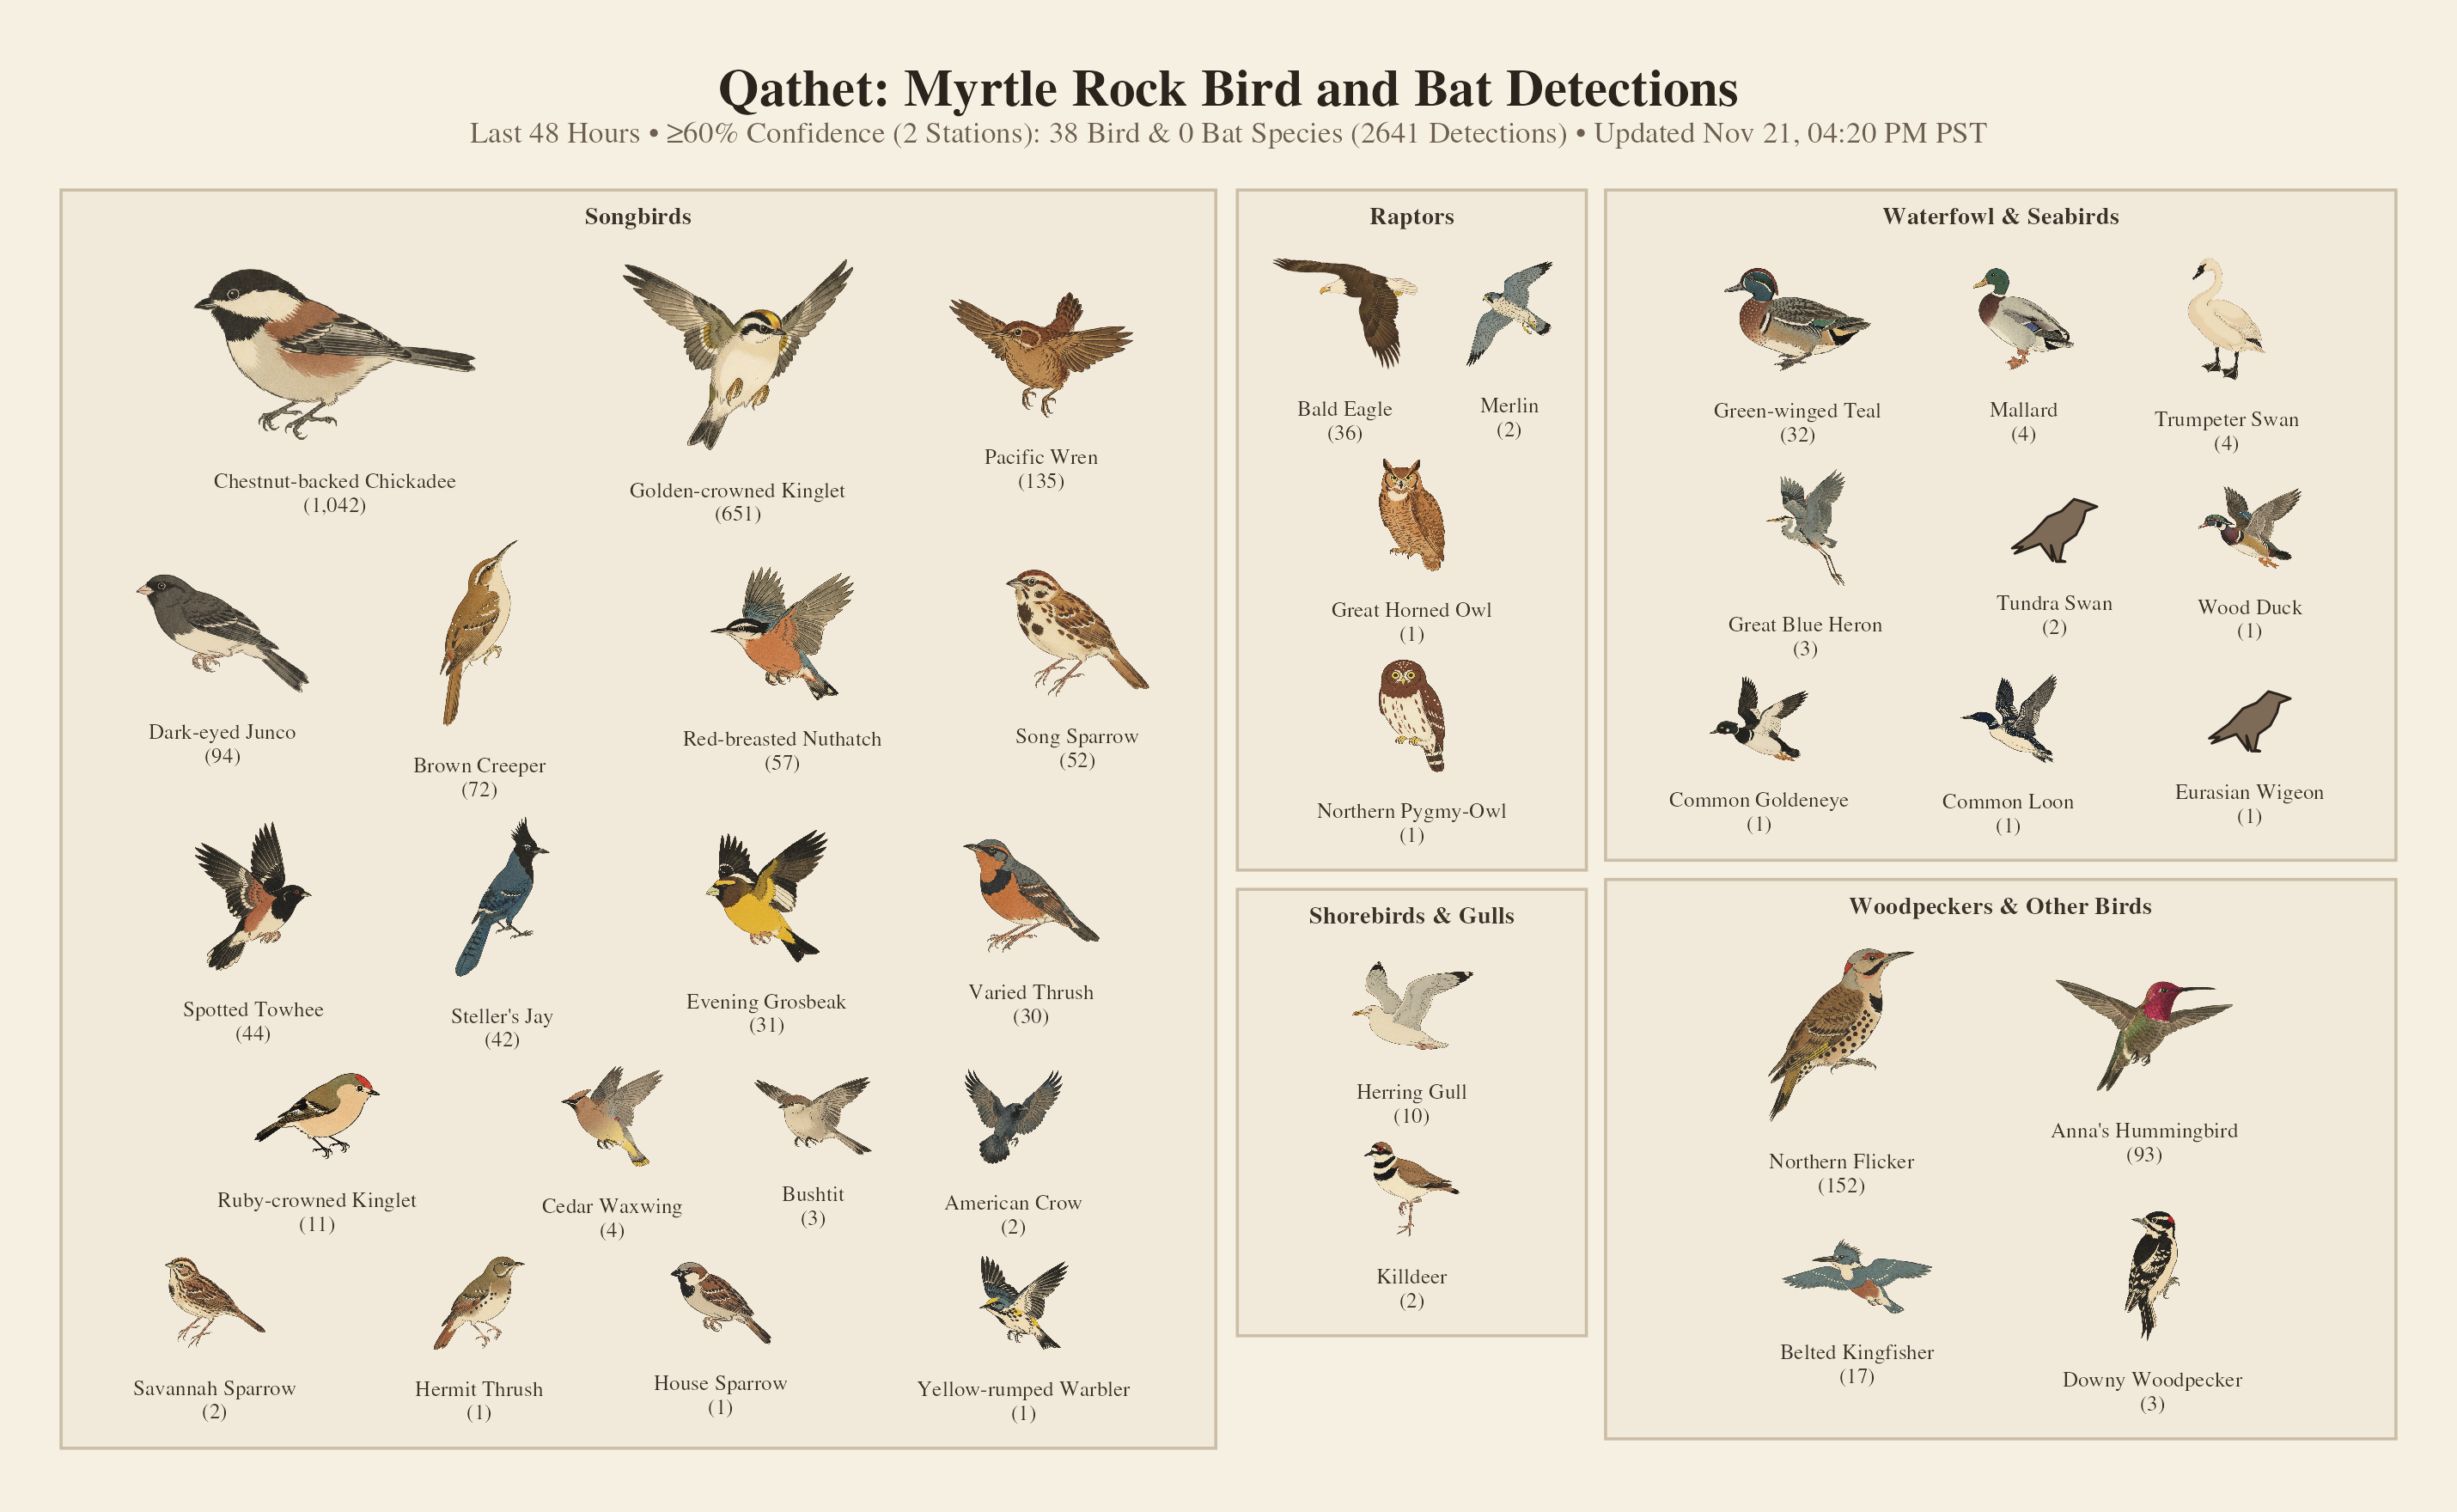 Qathet: Myrtle Rock Bird and Bat Detections
Last 48 Hours • ≥60% Confidence (2 Stations): 38 Bird & 0 Bat Species (2641 Detections) • Updated Nov 21, 04:20 PM PST
Songbirds
Chestnut-backed Chickadee
(1,042)
Golden-crowned Kinglet
(651)
Pacific Wren
(135)
Dark-eyed Junco
(94)
Brown Creeper
(72)
Red-breasted Nuthatch
(57)
Song Sparrow
(52)
Spotted Towhee
(44)
Steller's Jay
(42)
Evening Grosbeak
(31)
Varied Thrush
(30)
Ruby-crowned Kinglet
(11)
Cedar Waxwing
(4)
Bushtit
(3)
American Crow
(2)
Savannah Sparrow
(2)
Hermit Thrush
(1)
House Sparrow
(1)
Yellow-rumped Warbler
(1)
Raptors
Bald Eagle
(36)
Merlin
(2)
Great Horned Owl
(1)
Northern Pygmy-Owl
(1)
Shorebirds & Gulls
Herring Gull
(10)
Killdeer
(2)
Waterfowl & Seabirds
Green-winged Teal
(32)
Mallard
(4)
Trumpeter Swan
(4)
Great Blue Heron
(3)
Tundra Swan
(2)
Wood Duck
(1)
Common Goldeneye
(1)
Common Loon
(1)
Eurasian Wigeon
(1)
Woodpeckers & Other Birds
Northern Flicker
(152)
Anna's Hummingbird
(93)
Belted Kingfisher
(17)
Downy Woodpecker
(3)